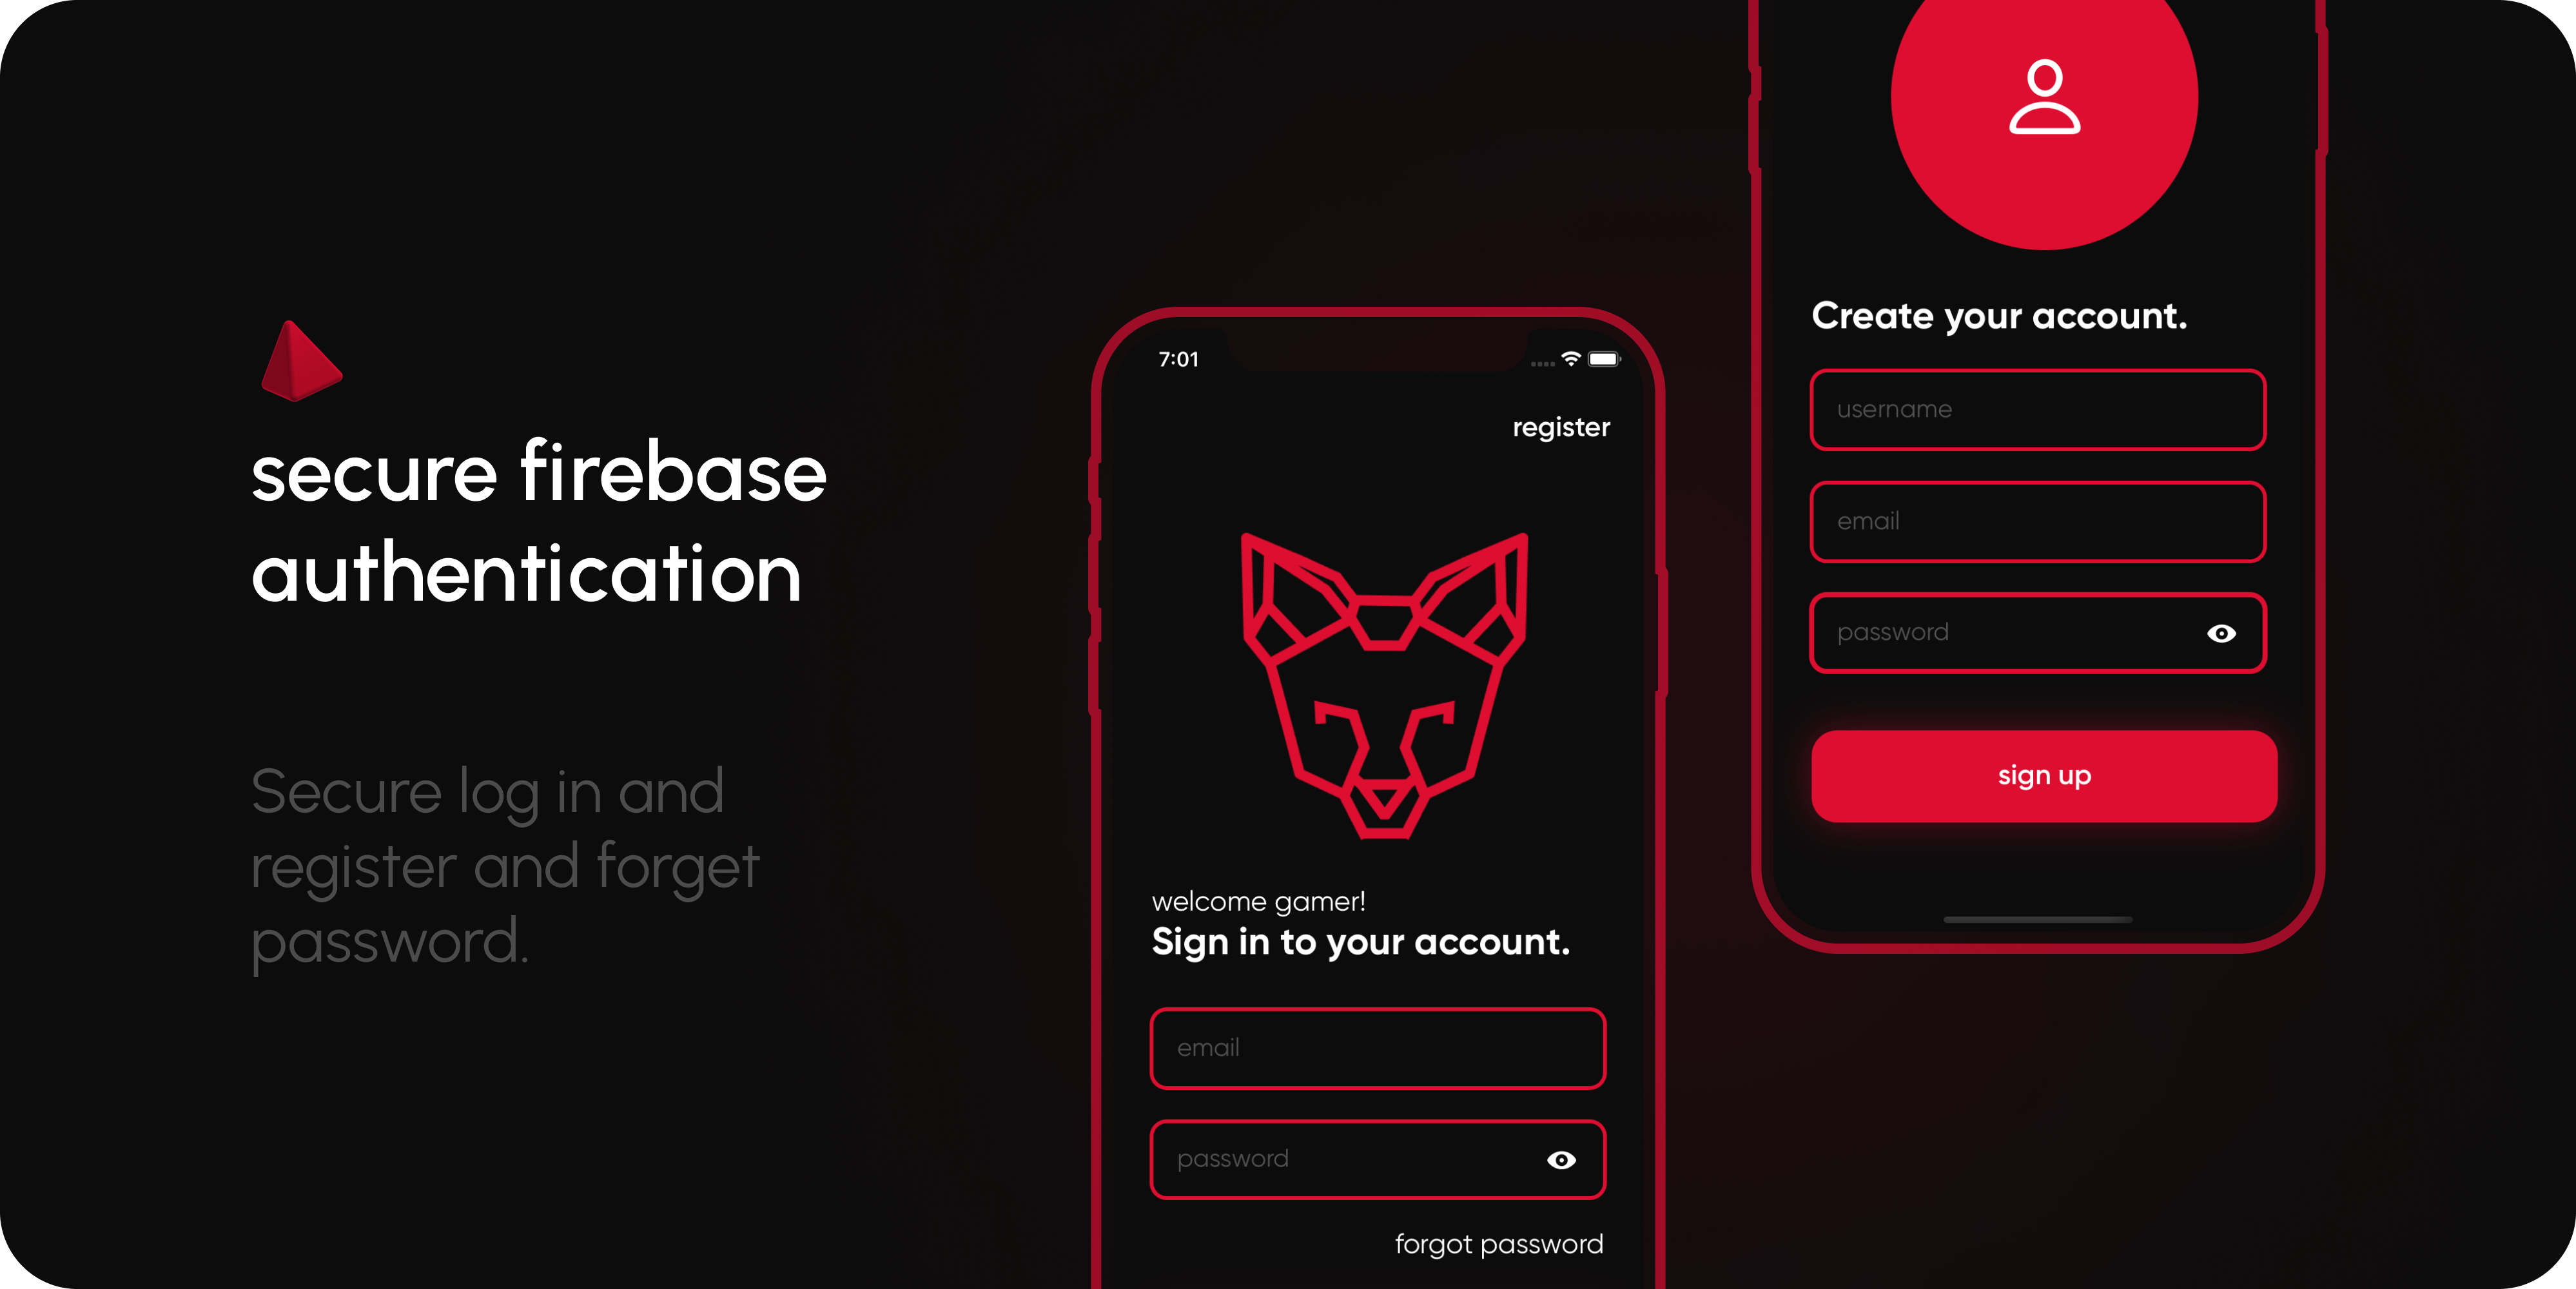 secure firebase
authentication
Secure log in and
register and forget
password.
7:01
register
welcome gamer!
Sign in to your account.
email
password
forgot password
Create your account.
username
email
password
sign up